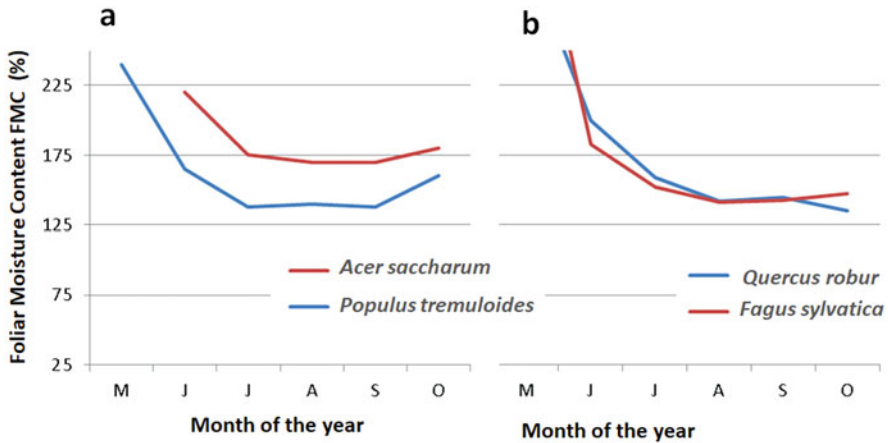 a
Foliar Moisture Content FMC (%)
225
175
125
75
25
Acer saccharum
Populus tremuloides
M J J A S O
Month of the year
b
Quercus robur
Fagus sylvatica
M J J A S O
Month of the year